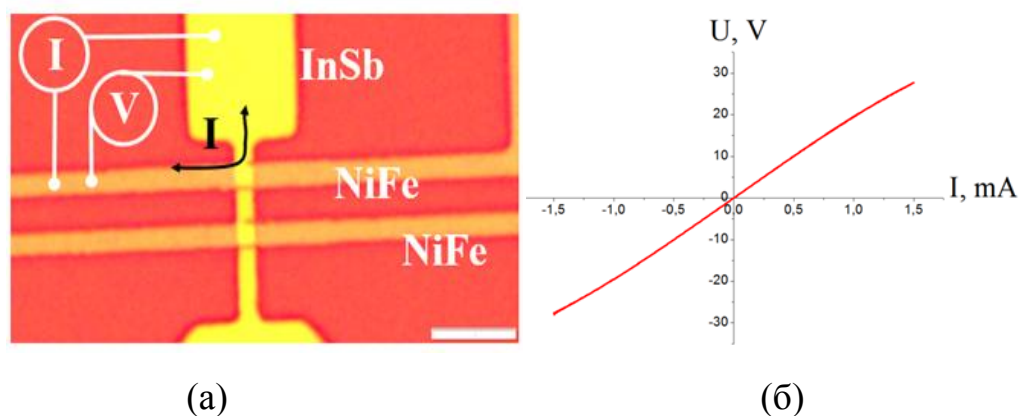 I
V
I
InSb
NiFe
NiFe
U, V
30
20
10
0
-10
-20
-30
-1,5 -1,0 -0,5 0,0 0,5 1,0 1,5
I, mA
(а) (б)